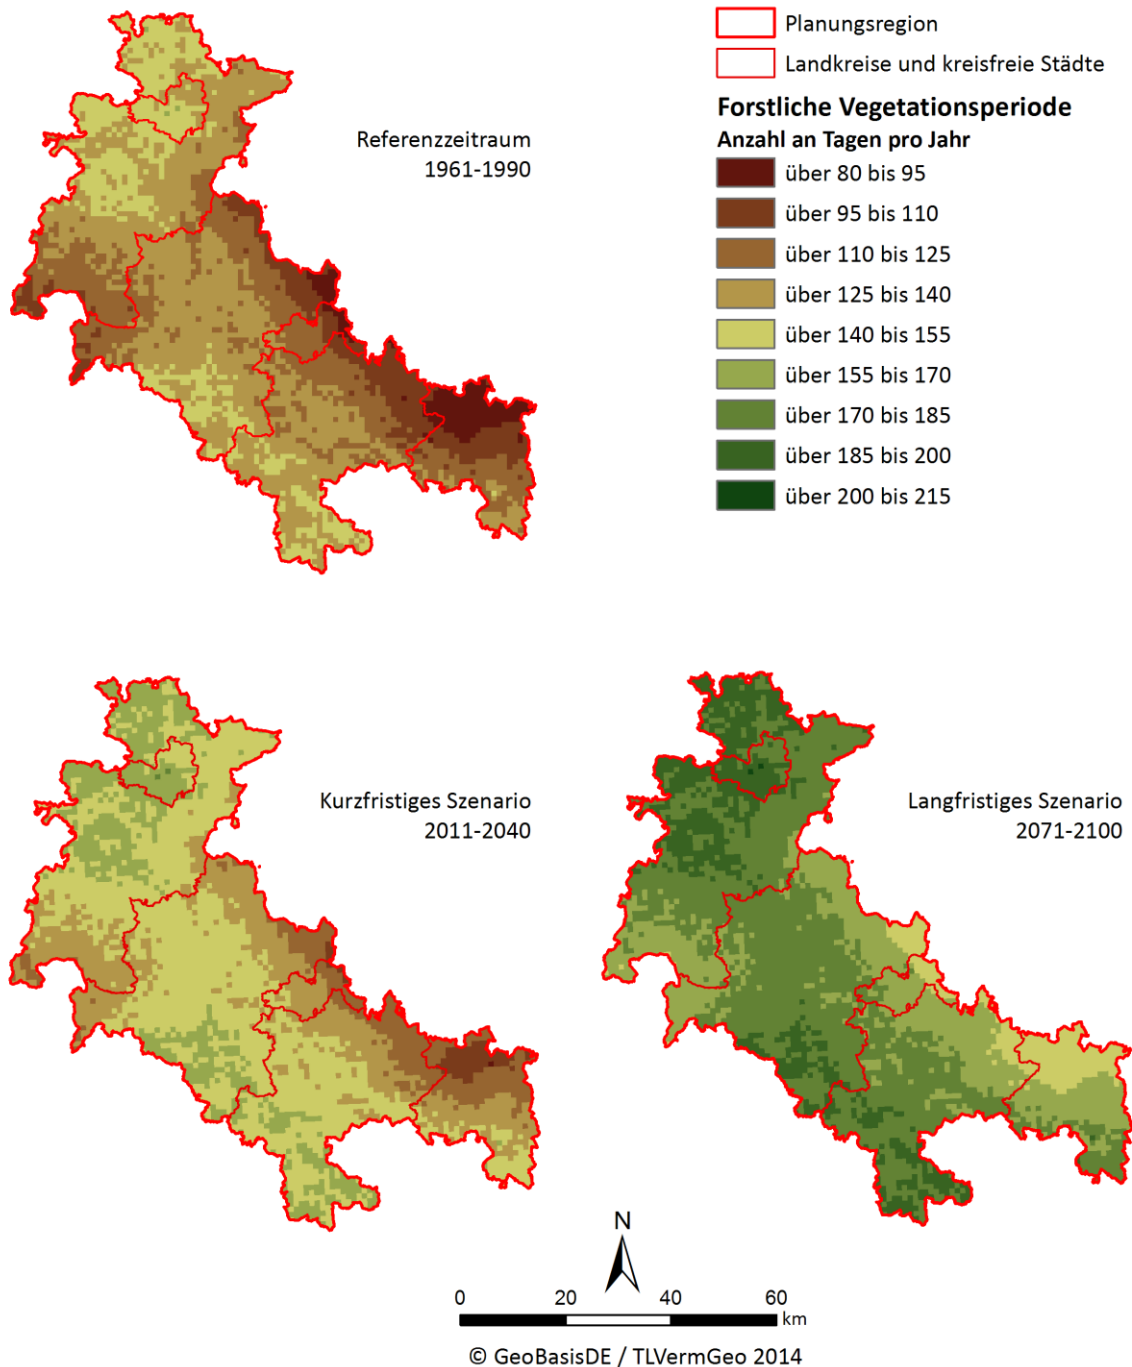 Planungsregion
Landkreise und kreisfreie Städte
Forstliche Vegetationsperiode
Anzahl an Tagen pro Jahr
über 80 bis 95
über 95 bis 110
über 110 bis 125
über 125 bis 140
über 140 bis 155
über 155 bis 170
über 170 bis 185
über 185 bis 200
über 200 bis 215
Referenzzeitraum
1961-1990
Kurzfristiges Szenario
2011-2040
Langfristiges Szenario
2071-2100
N
0 20 40 60
km
© GeoBasisDE / TLVermGeo 2014